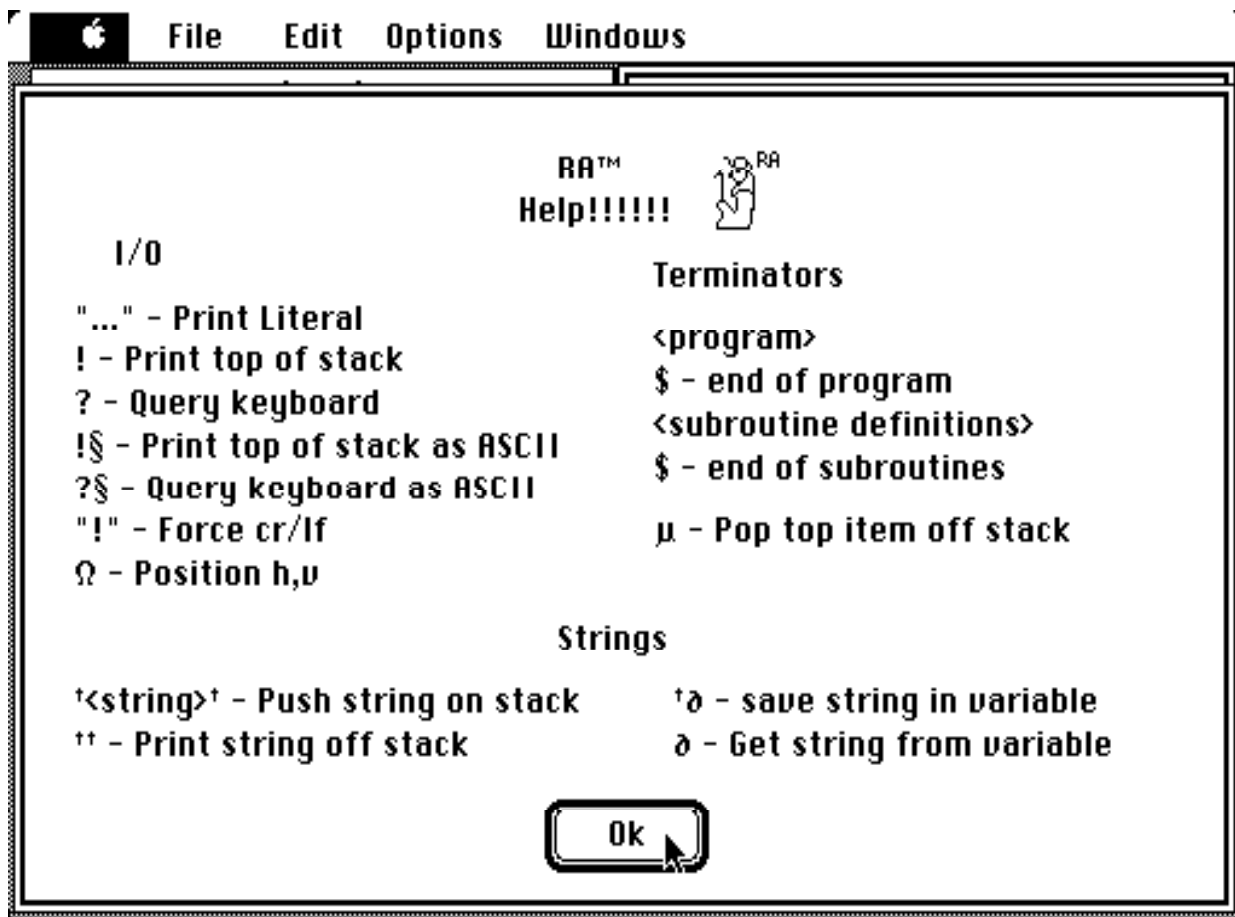 File Edit Options Windows
RA™
RA
Help!!!!!!
I/O
"..." - Print Literal
! - Print top of stack
? - Query keyboard
!§ - Print top of stack as ASCII
?§ - Query keyboard as ASCII
"!" - Force cr/lf
Ω - Position h,v
Terminators
<program>
$ - end of program
<subroutine definitions>
$ - end of subroutines
µ - Pop top item off stack
Strings
†<string>† - Push string on stack
†† - Print string off stack
†∂ - save string in variable
∂ - Get string from variable
Ok